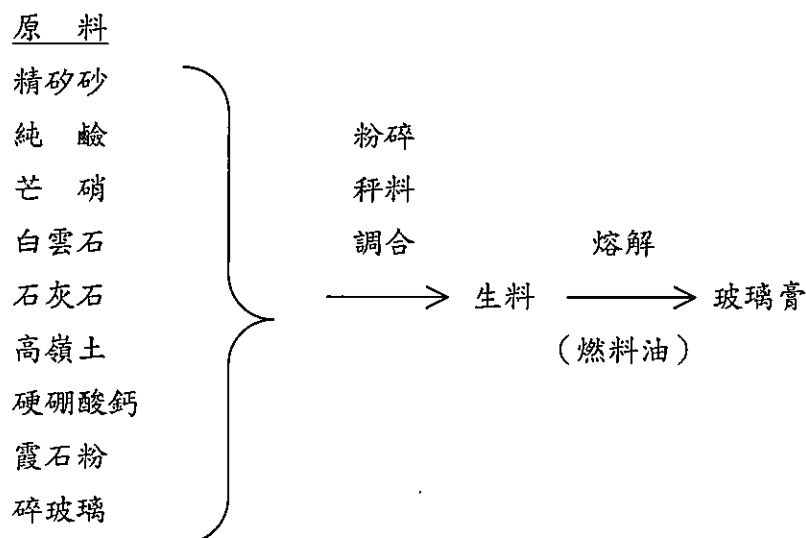 原　料
精矽砂
純　鹼
芒　硝
白雲石
石灰石
高嶺土
硬硼酸鈣
霞石粉
碎玻璃
粉碎
秤料
調合
生料
熔解
（燃料油）
玻璃膏